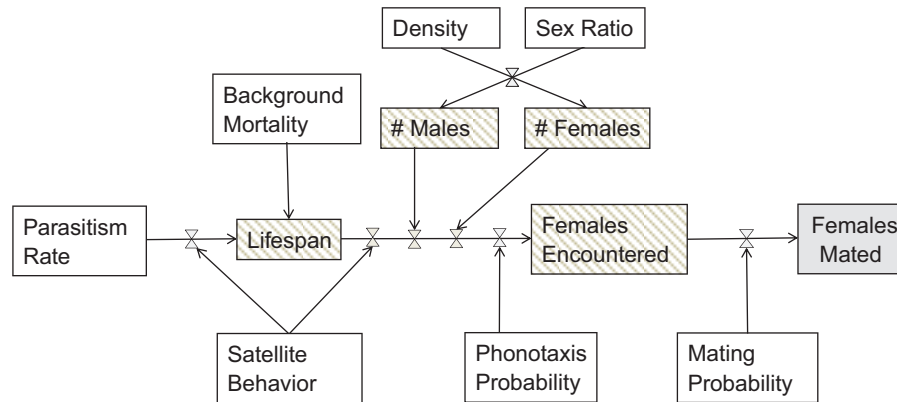 Density
Sex Ratio
Background
Mortality
# Males
# Females
Parasitism
Rate
Lifespan
Females
Encountered
Females
Mated
Satellite
Behavior
Phonotaxis
Probability
Mating
Probability